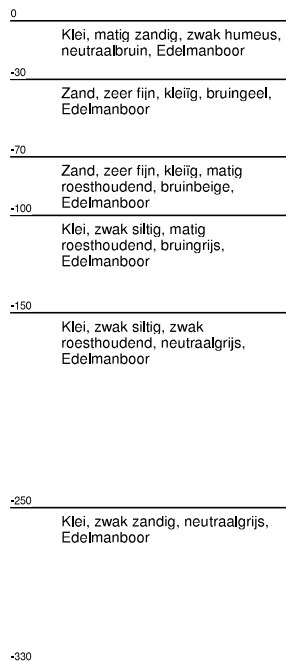 0
Klei, matig zandig, zwak humeus,
neutraalbruin, Edelmanboor
-30
Zand, zeer fijn, kleiïg, bruingeel,
Edelmanboor
-70
Zand, zeer fijn, kleiïg, matig
roesthoudend, bruinbeige,
Edelmanboor
-100
Klei, zwak siltig, matig
roesthoudend, bruingrijs,
Edelmanboor
-150
Klei, zwak siltig, zwak
roesthoudend, neutraalgrijs,
Edelmanboor
-250
Klei, zwak zandig, neutraalgrijs,
Edelmanboor
-330